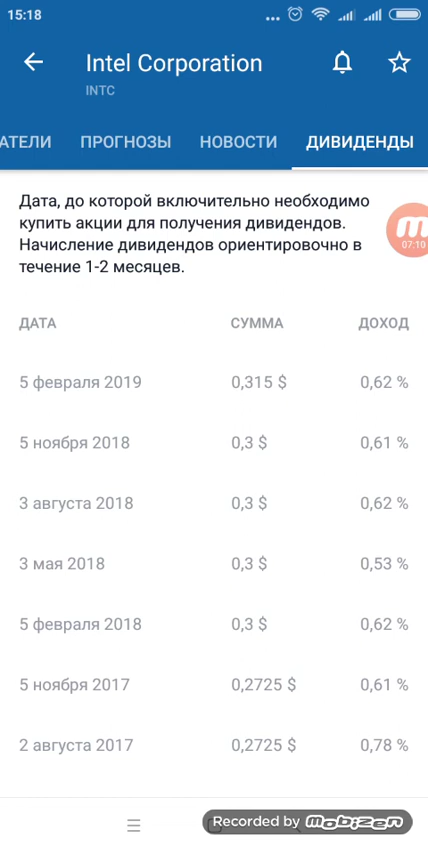 15:18
Intel Corporation
INTC
АТЕЛИ ПРОГНОЗЫ НОВОСТИ ДИВИДЕНДЫ
Дата, до которой включительно необходимо
купить акции для получения дивидендов.
Начисление дивидендов ориентировочно в
течение 1-2 месяцев.
07:10
ДАТА СУММА ДОХОД
5 февраля 2019 0,315 $ 0,62 %
5 ноября 2018 0,3 $ 0,61 %
3 августа 2018 0,3 $ 0,62 %
3 мая 2018 0,3 $ 0,53 %
5 февраля 2018 0,3 $ 0,62 %
5 ноября 2017 0,2725 $ 0,61 %
2 августа 2017 0,2725 $ 0,78 %
Recorded by mobizen